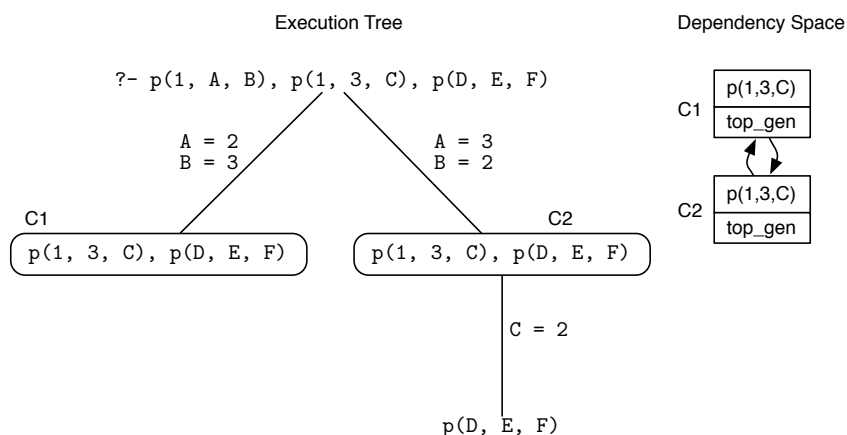 Execution Tree
Dependency Space
?- p(1, A, B), p(1, 3, C), p(D, E, F)
A = 2
B = 3
A = 3
B = 2
C1
p(1, 3, C), p(D, E, F)
C2
p(1, 3, C), p(D, E, F)
C = 2
p(D, E, F)
C1
p(1,3,C)
top_gen
C2
p(1,3,C)
top_gen